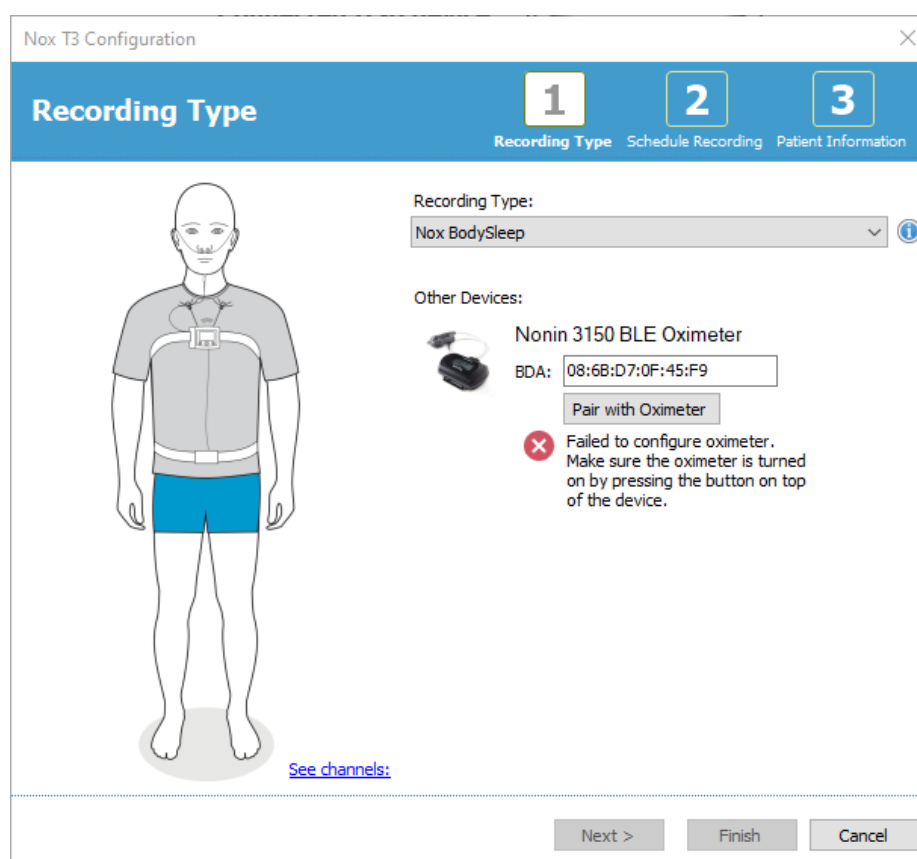 Nox T3 Configuration
Recording Type
1
2
3
Recording Type
Schedule Recording
Patient Information
Recording Type:
Nox BodySleep
Other Devices:
Nonin 3150 BLE Oximeter
BDA: 08:6B:D7:0F:45:F9
Pair with Oximeter
Failed to configure oximeter.
Make sure the oximeter is turned
on by pressing the button on top
of the device.
See channels:
Next >
Finish
Cancel